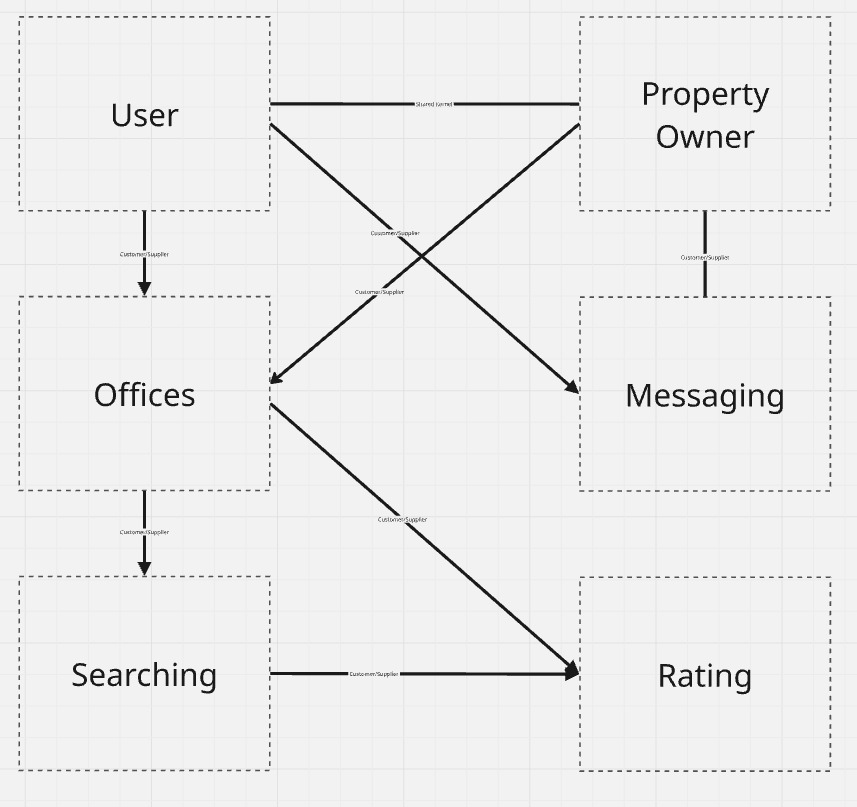 User
Property
Owner
Shared Kernel
Customer/Supplier
Customer/Supplier
Customer/Supplier
Customer/Supplier
Offices
Messaging
Customer/Supplier
Customer/Supplier
Searching
Customer/Supplier
Rating